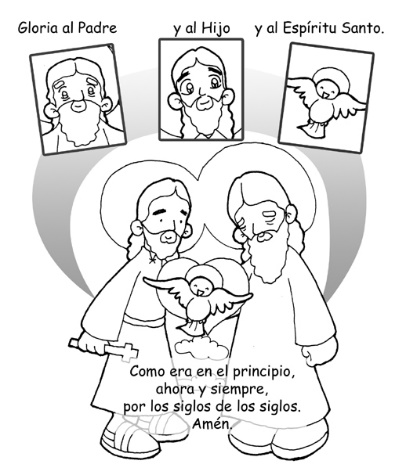 Gloria al Padre y al Hijo y al Espíritu Santo.
Como era en el principio,
ahora y siempre,
por los siglos de los siglos.
Amén.